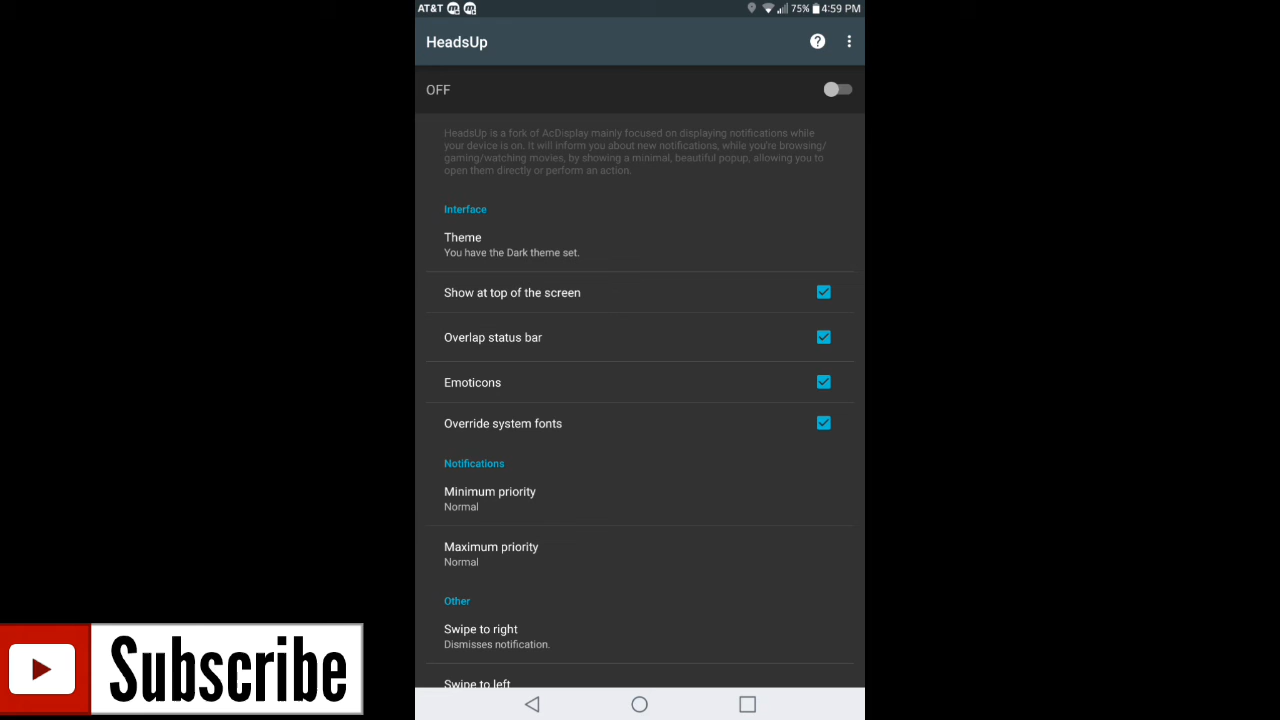 AT&T 75% 4:59 PM
HeadsUp
OFF
HeadsUp is a fork of AcDisplay mainly focused on displaying notifications while
your device is on. It will inform you about new notifications, while you're browsing/
gaming/watching movies, by showing a minimal, beautiful popup, allowing you to
open them directly or perform an action.
Interface
Theme
You have the Dark theme set.
Show at top of the screen
Overlap status bar
Emoticons
Override system fonts
Notifications
Minimum priority
Normal
Maximum priority
Normal
Other
Swipe to right
Dismisses notification.
Swipe to left
Subscribe